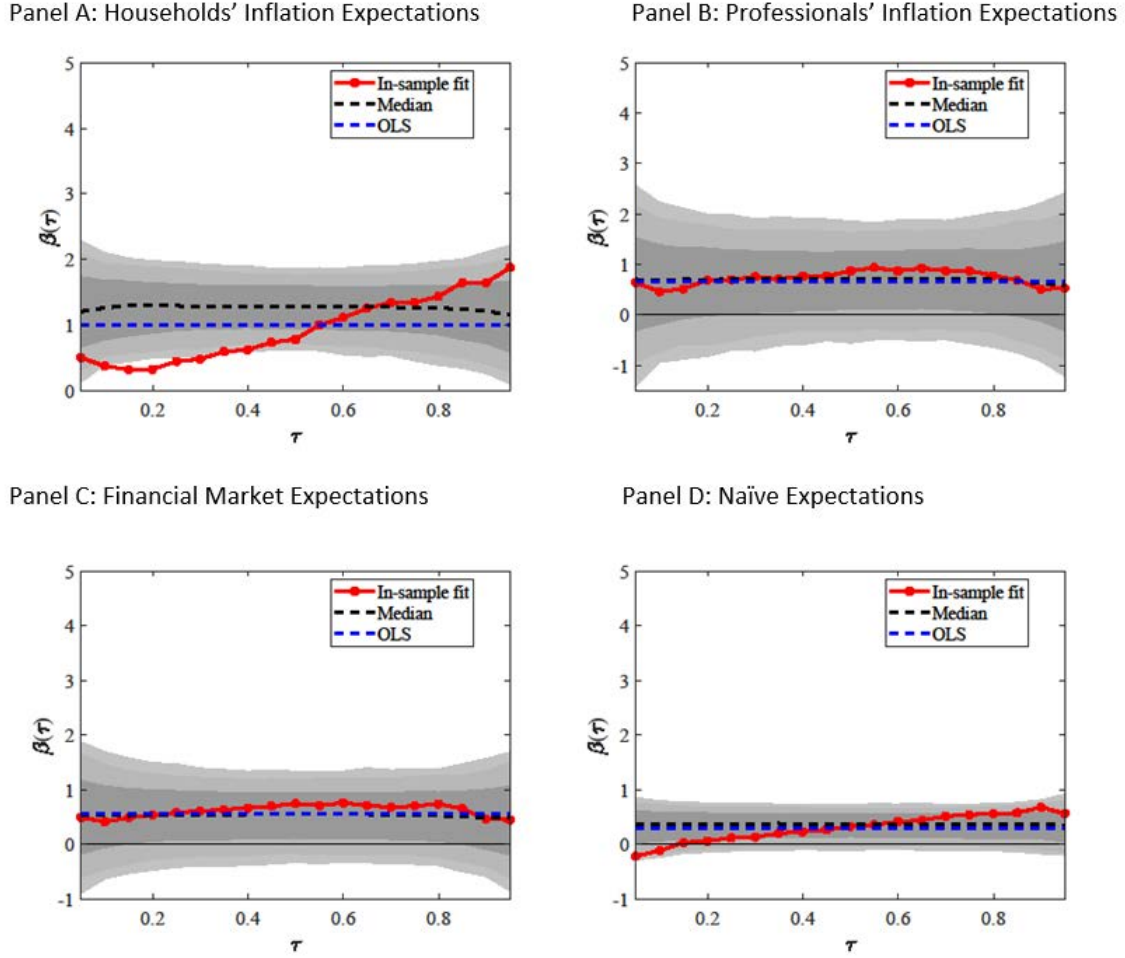 Panel A: Households’ Inflation Expectations
Panel B: Professionals’ Inflation Expectations
5
4
3
2
1
0
β(τ)
In-sample fit
Median
OLS
0.2
0.4
0.6
0.8
τ
5
4
3
2
1
0
-1
β(τ)
In-sample fit
Median
OLS
0.2
0.4
0.6
0.8
τ
Panel C: Financial Market Expectations
Panel D: Naïve Expectations
5
4
3
2
1
0
-1
β(τ)
In-sample fit
Median
OLS
0.2
0.4
0.6
0.8
τ
5
4
3
2
1
0
-1
β(τ)
In-sample fit
Median
OLS
0.2
0.4
0.6
0.8
τ